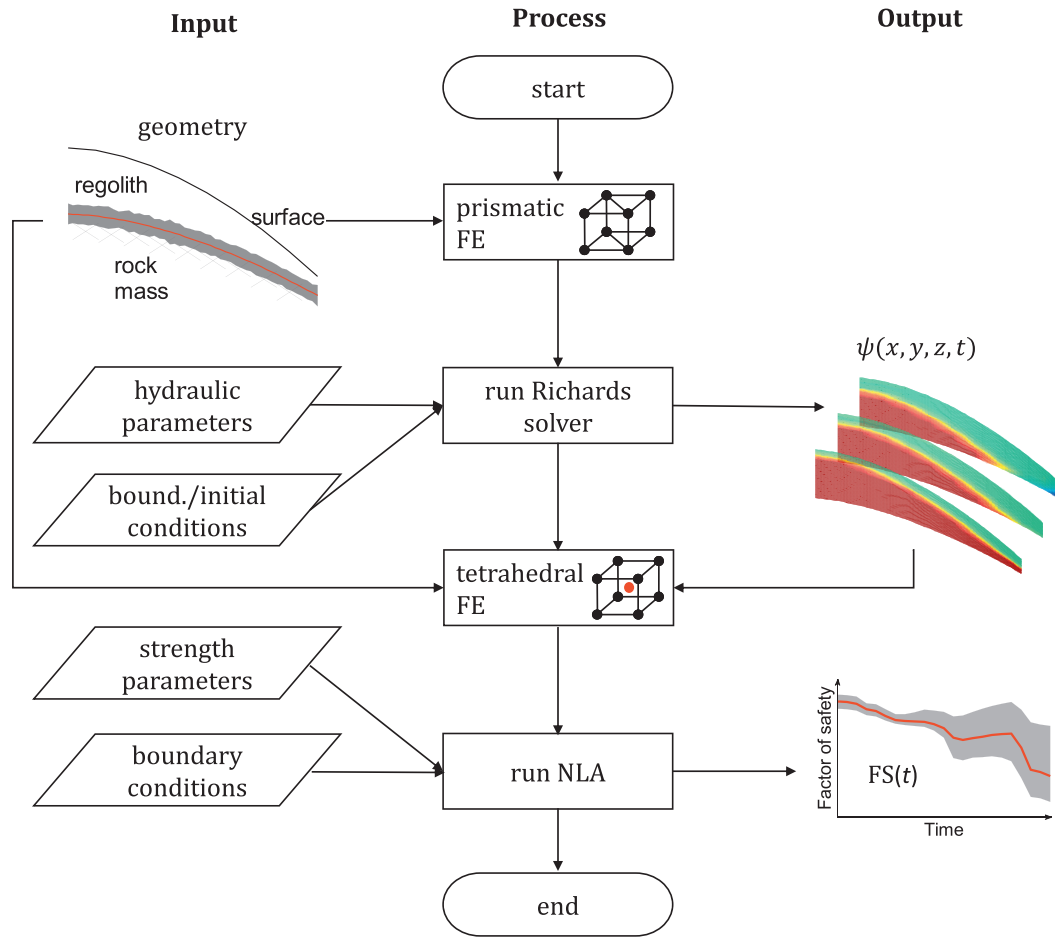 Input
Process
Output
start
geometry
regolith
surface
rock
mass
prismatic
FE
hydraulic
parameters
run Richards
solver
ψ(x, y, z, t)
bound./initial
conditions
tetrahedral
FE
strength
parameters
boundary
conditions
run NLA
Factor of safety
FS(t)
Time
end